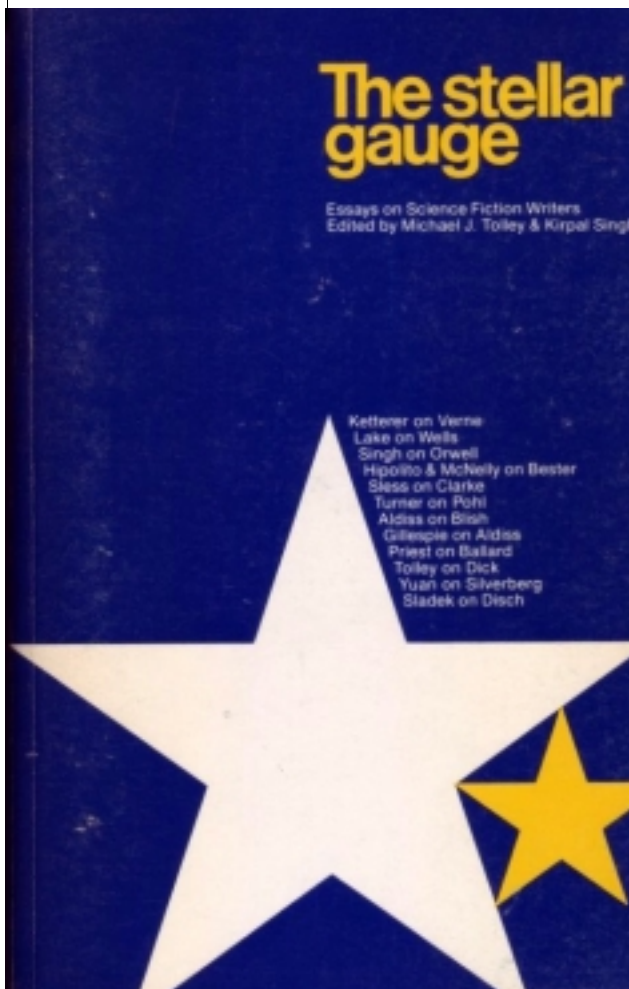 The stellar
gauge
Essays on Science Fiction Writers
Edited by Michael J. Tolley & Kirpal Singh
Ketterer on Verne
Lake on Wells
Singh on Orwell
Hipolito & McNelly on Bester
Sless on Clarke
Turner on Pohl
Aldiss on Blish
Gillespie on Aldiss
Priest on Ballard
Tolley on Dick
Yuan on Silverberg
Sladek on Disch